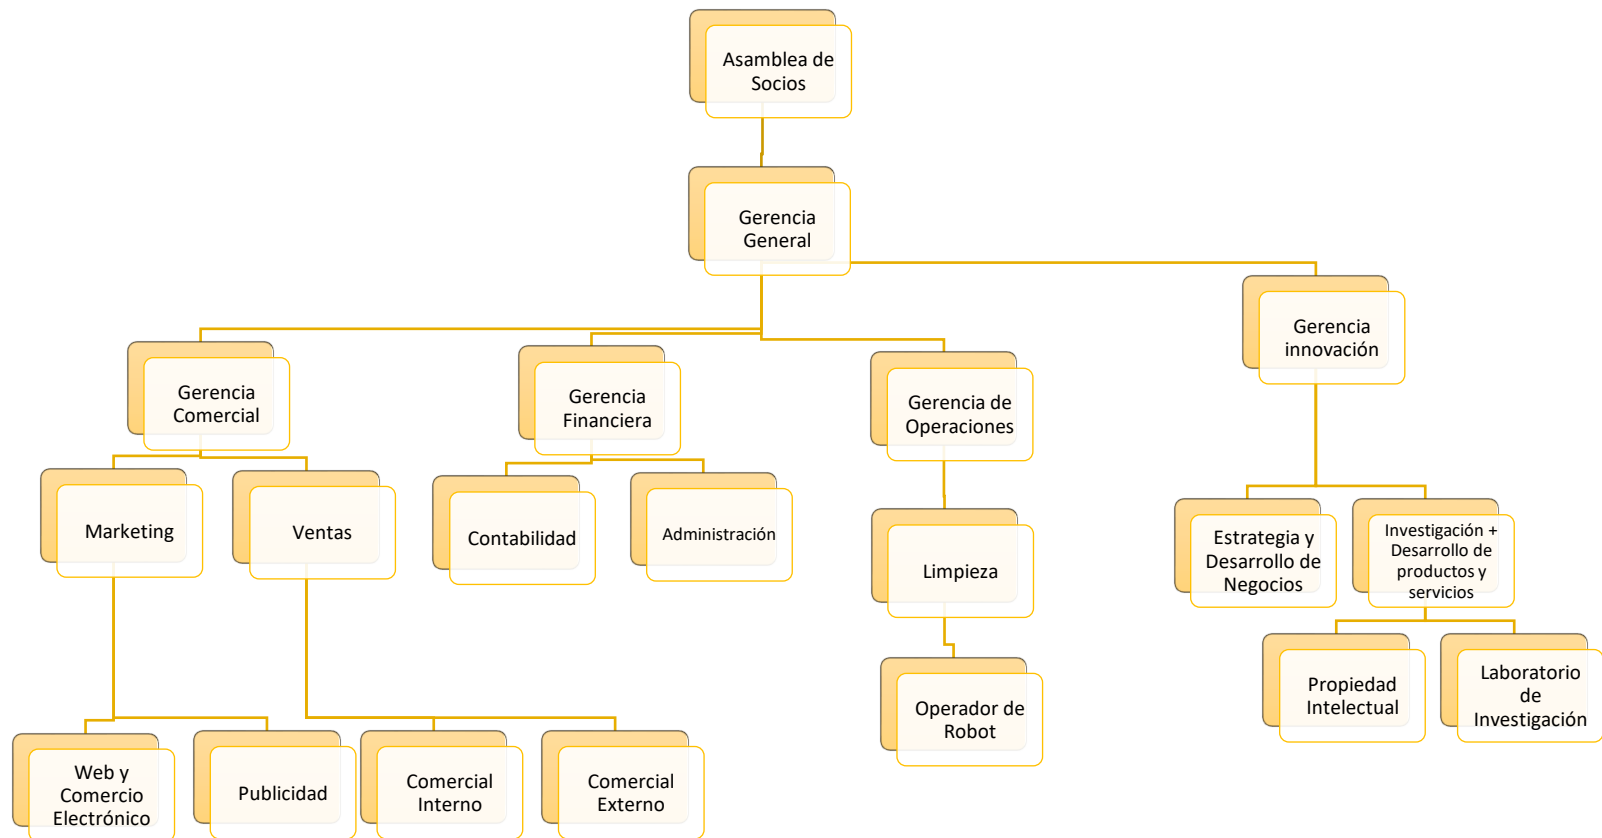 Asamblea de
Socios
Gerencia
General
Gerencia
innovación
Gerencia
Comercial
Gerencia
Financiera
Gerencia de
Operaciones
Marketing
Ventas
Contabilidad
Administración
Limpieza
Estrategia y
Desarrollo de
Negocios
Investigación +
Desarrollo de
productos y
servicios
Operador de
Robot
Propiedad
Intelectual
Laboratorio
de
Investigación
Web y
Comercio
Electrónico
Publicidad
Comercial
Interno
Comercial
Externo